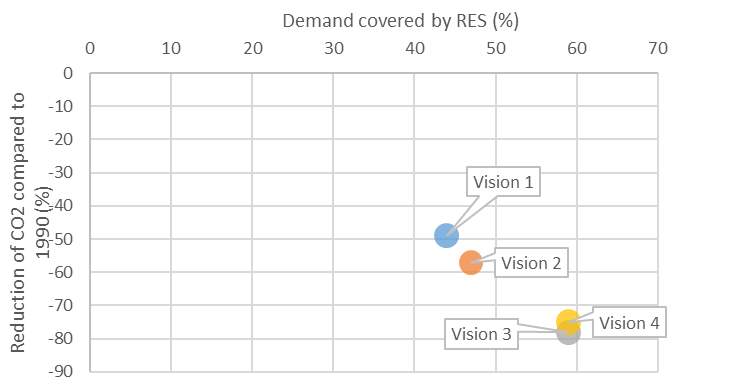 Demand covered by RES (%)
0 10 20 30 40 50 60 70
0
-10
-20
-30
-40
-50
-60
-70
-80
-90
Reduction of CO2 compared to
1990 (%)
Vision 1
Vision 2
Vision 3
Vision 4